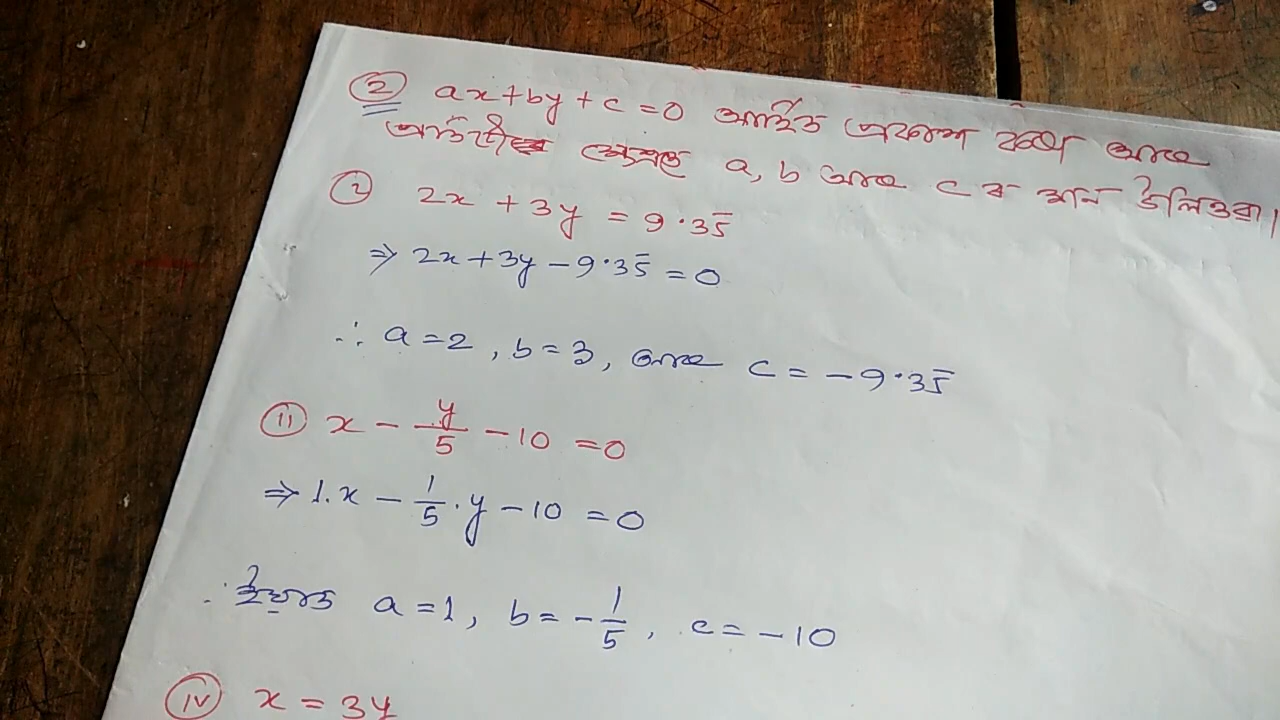 ② ax+by+c=0 আৰ্হিত প্ৰকাশ কৰা আৰু
a, b আৰু c ৰ মান উলিওৱা।
ⓘ 2x + 3y = 9.35̅
⇒ 2x+3y−9.35̅ = 0
∴ a=2, b=3, আৰু c = −9.35̅
ⓘⓘ x − y/5 − 10 = 0
⇒ 1.x − 1/5 . y − 10 = 0
∴ ইয়াত a=1, b= −1/5, c= −10
(iv) x = 3y